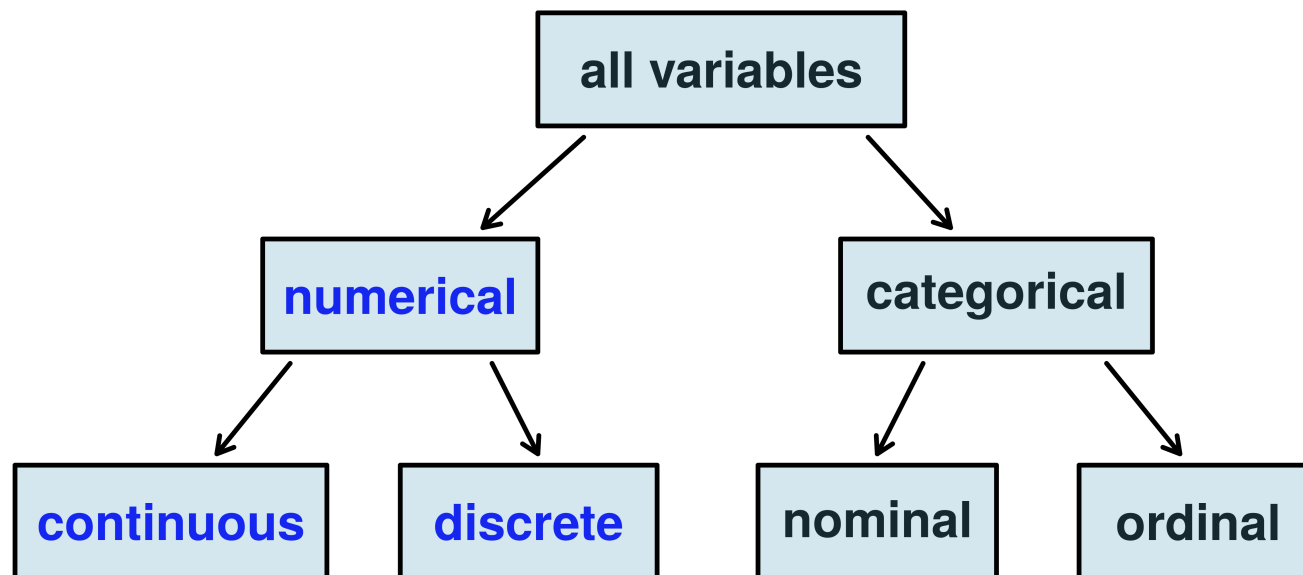 all variables
numerical
categorical
continuous
discrete
nominal
ordinal